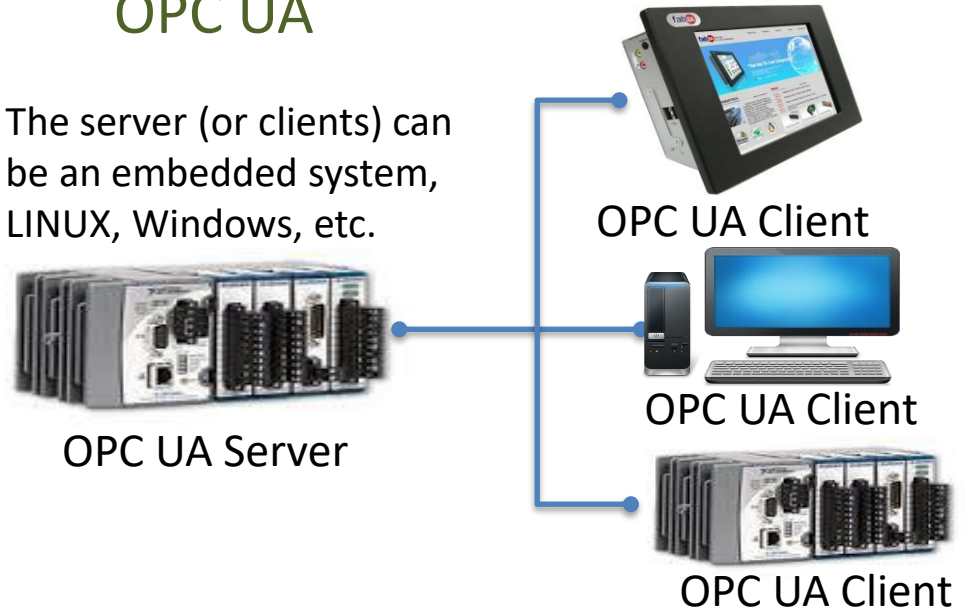 OPC UA
The server (or clients) can
be an embedded system,
LINUX, Windows, etc.
OPC UA Server
fab
OPC UA Client
OPC UA Client
OPC UA Client